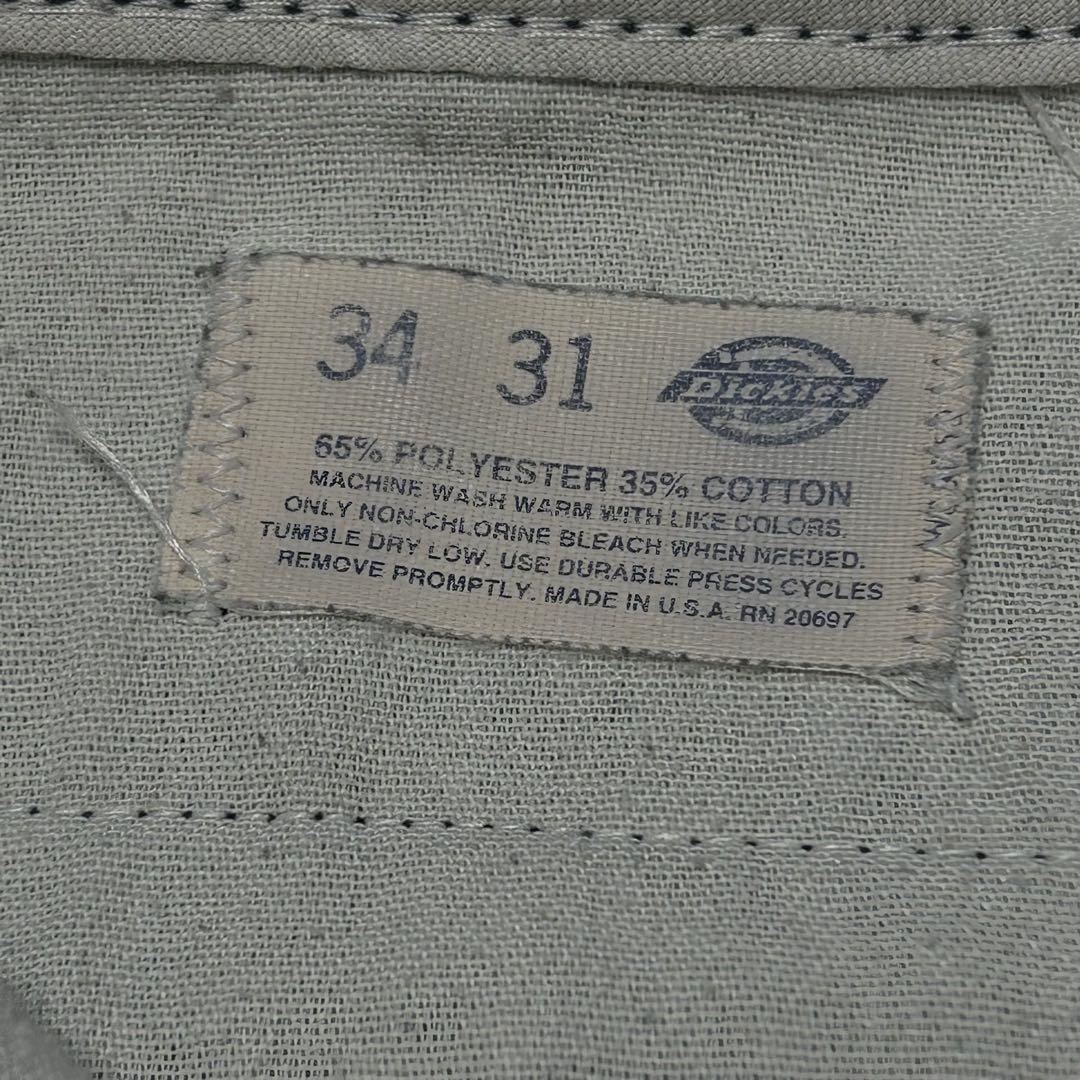 34 31
Dickies
65% POLYESTER 35% COTTON
MACHINE WASH WARM WITH LIKE COLORS.
ONLY NON-CHLORINE BLEACH WHEN NEEDED.
TUMBLE DRY LOW. USE DURABLE PRESS CYCLES
REMOVE PROMPTLY. MADE IN U.S.A. RN 20697